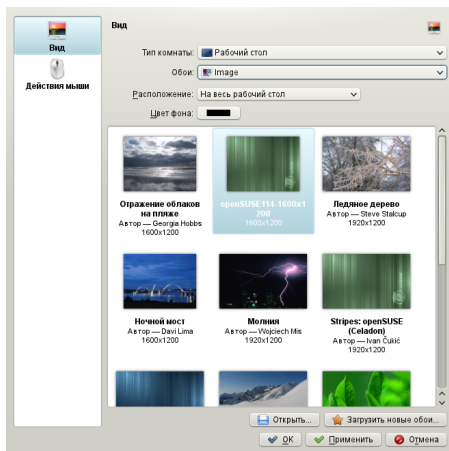 Вид
Действия мыши
Вид
Тип комнаты: Рабочий стол
Обои: Image
Расположение: На весь рабочий стол
Цвет фона:
Отражение облаков
на пляже
Автор — Georgia Hobbs
1600x1200
openSUSE114-1600x1
200
1600x1200
Ледяное дерево
Автор — Steve Stalcup
1920x1200
Ночной мост
Автор — Davi Lima
1600x1200
Молния
Автор — Wojciech Mis
1920x1200
Stripes: openSUSE
(Celadon)
Автор — Ivan Čukić
1920x1200
Открыть...
Загрузить новые обои...
OK
Применить
Отмена